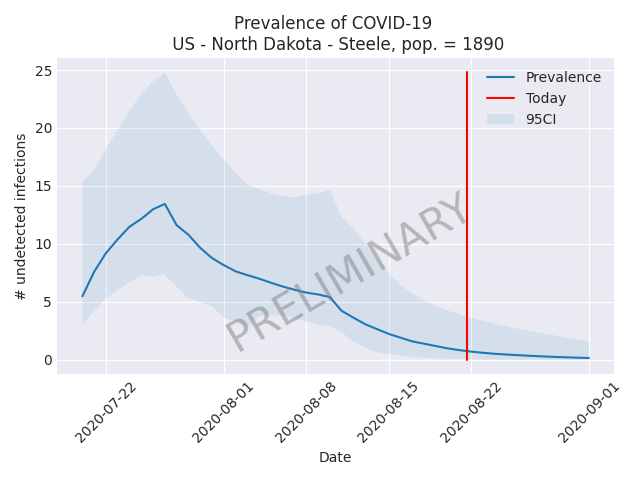 Prevalence of COVID-19
US - North Dakota - Steele, pop. = 1890
# undetected infections
25
20
15
10
5
0
Prevalence
Today
95CI
PRELIMINARY
2020-07-22
2020-08-01
2020-08-08
2020-08-15
2020-08-22
2020-09-01
Date